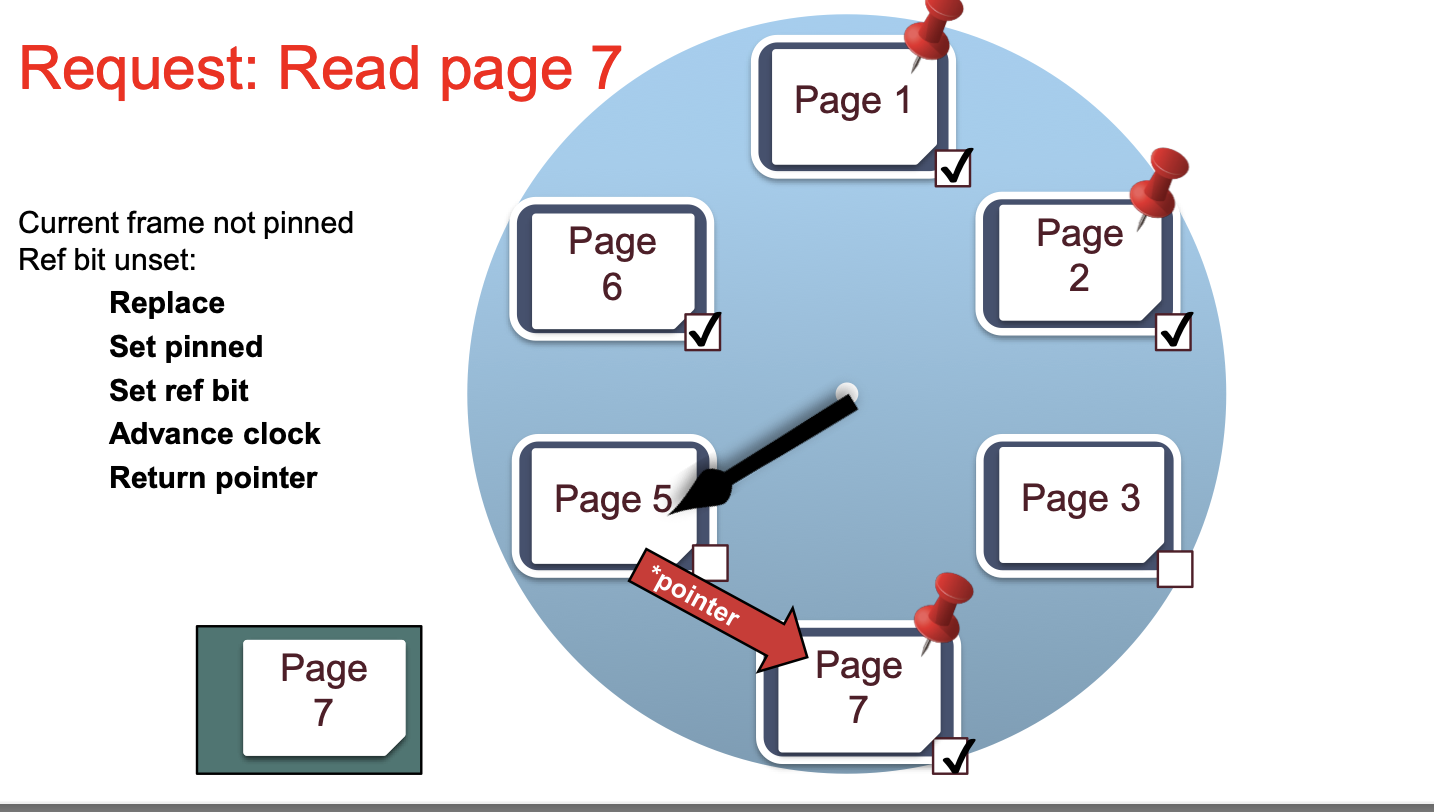 Request: Read page 7
Current frame not pinned
Ref bit unset:
Replace
Set pinned
Set ref bit
Advance clock
Return pointer
Page 1
Page
2
Page 3
Page
7
Page 5
Page
6
*pointer
Page
7